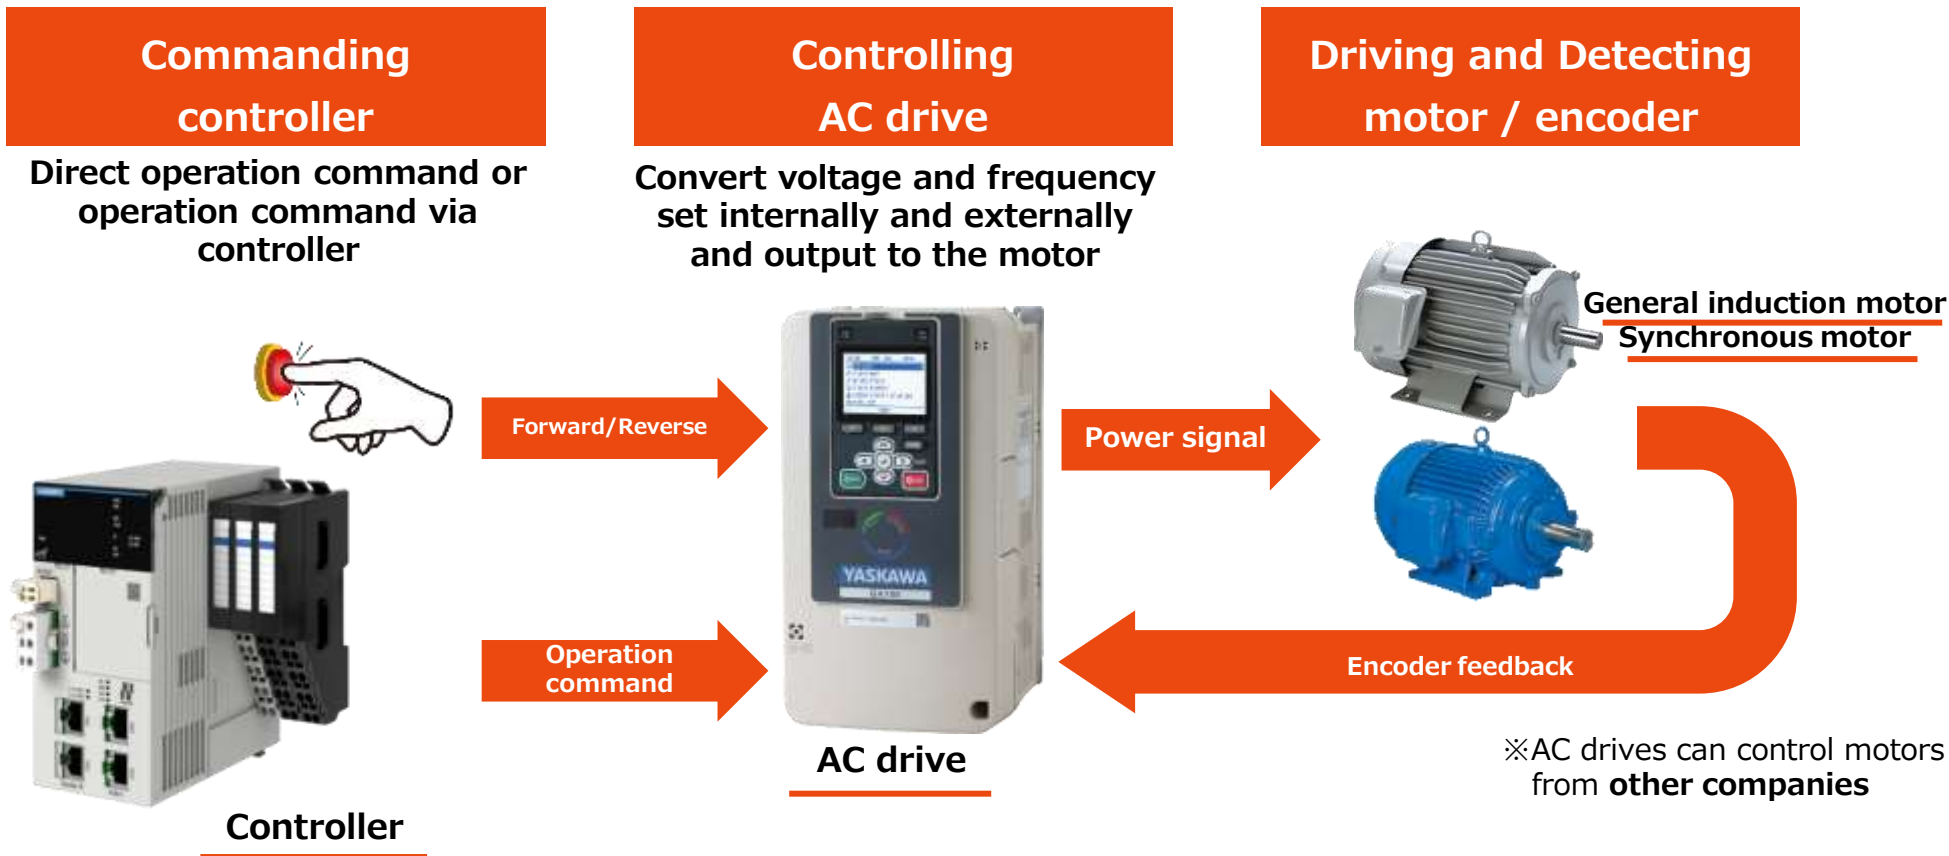 Commanding
controller
Controlling
AC drive
Driving and Detecting
motor / encoder
Direct operation command or
operation command via
controller
Convert voltage and frequency
set internally and externally
and output to the motor
General induction motor
Synchronous motor
Forward/Reverse
Power signal
YASKAWA
Operation
command
Encoder feedback
AC drive
※AC drives can control motors
from other companies
Controller